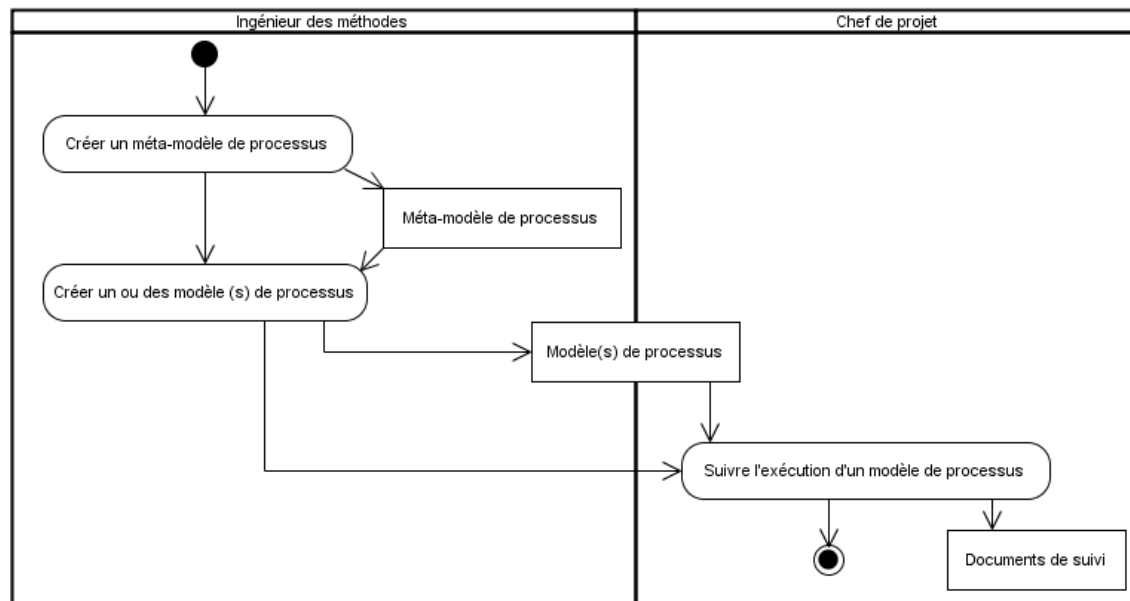 Ingénieur des méthodes
Chef de projet
Créer un méta-modèle de processus
Méta-modèle de processus
Créer un ou des modèle (s) de processus
Modèle(s) de processus
Suivre l'exécution d'un modèle de processus
Documents de suivi